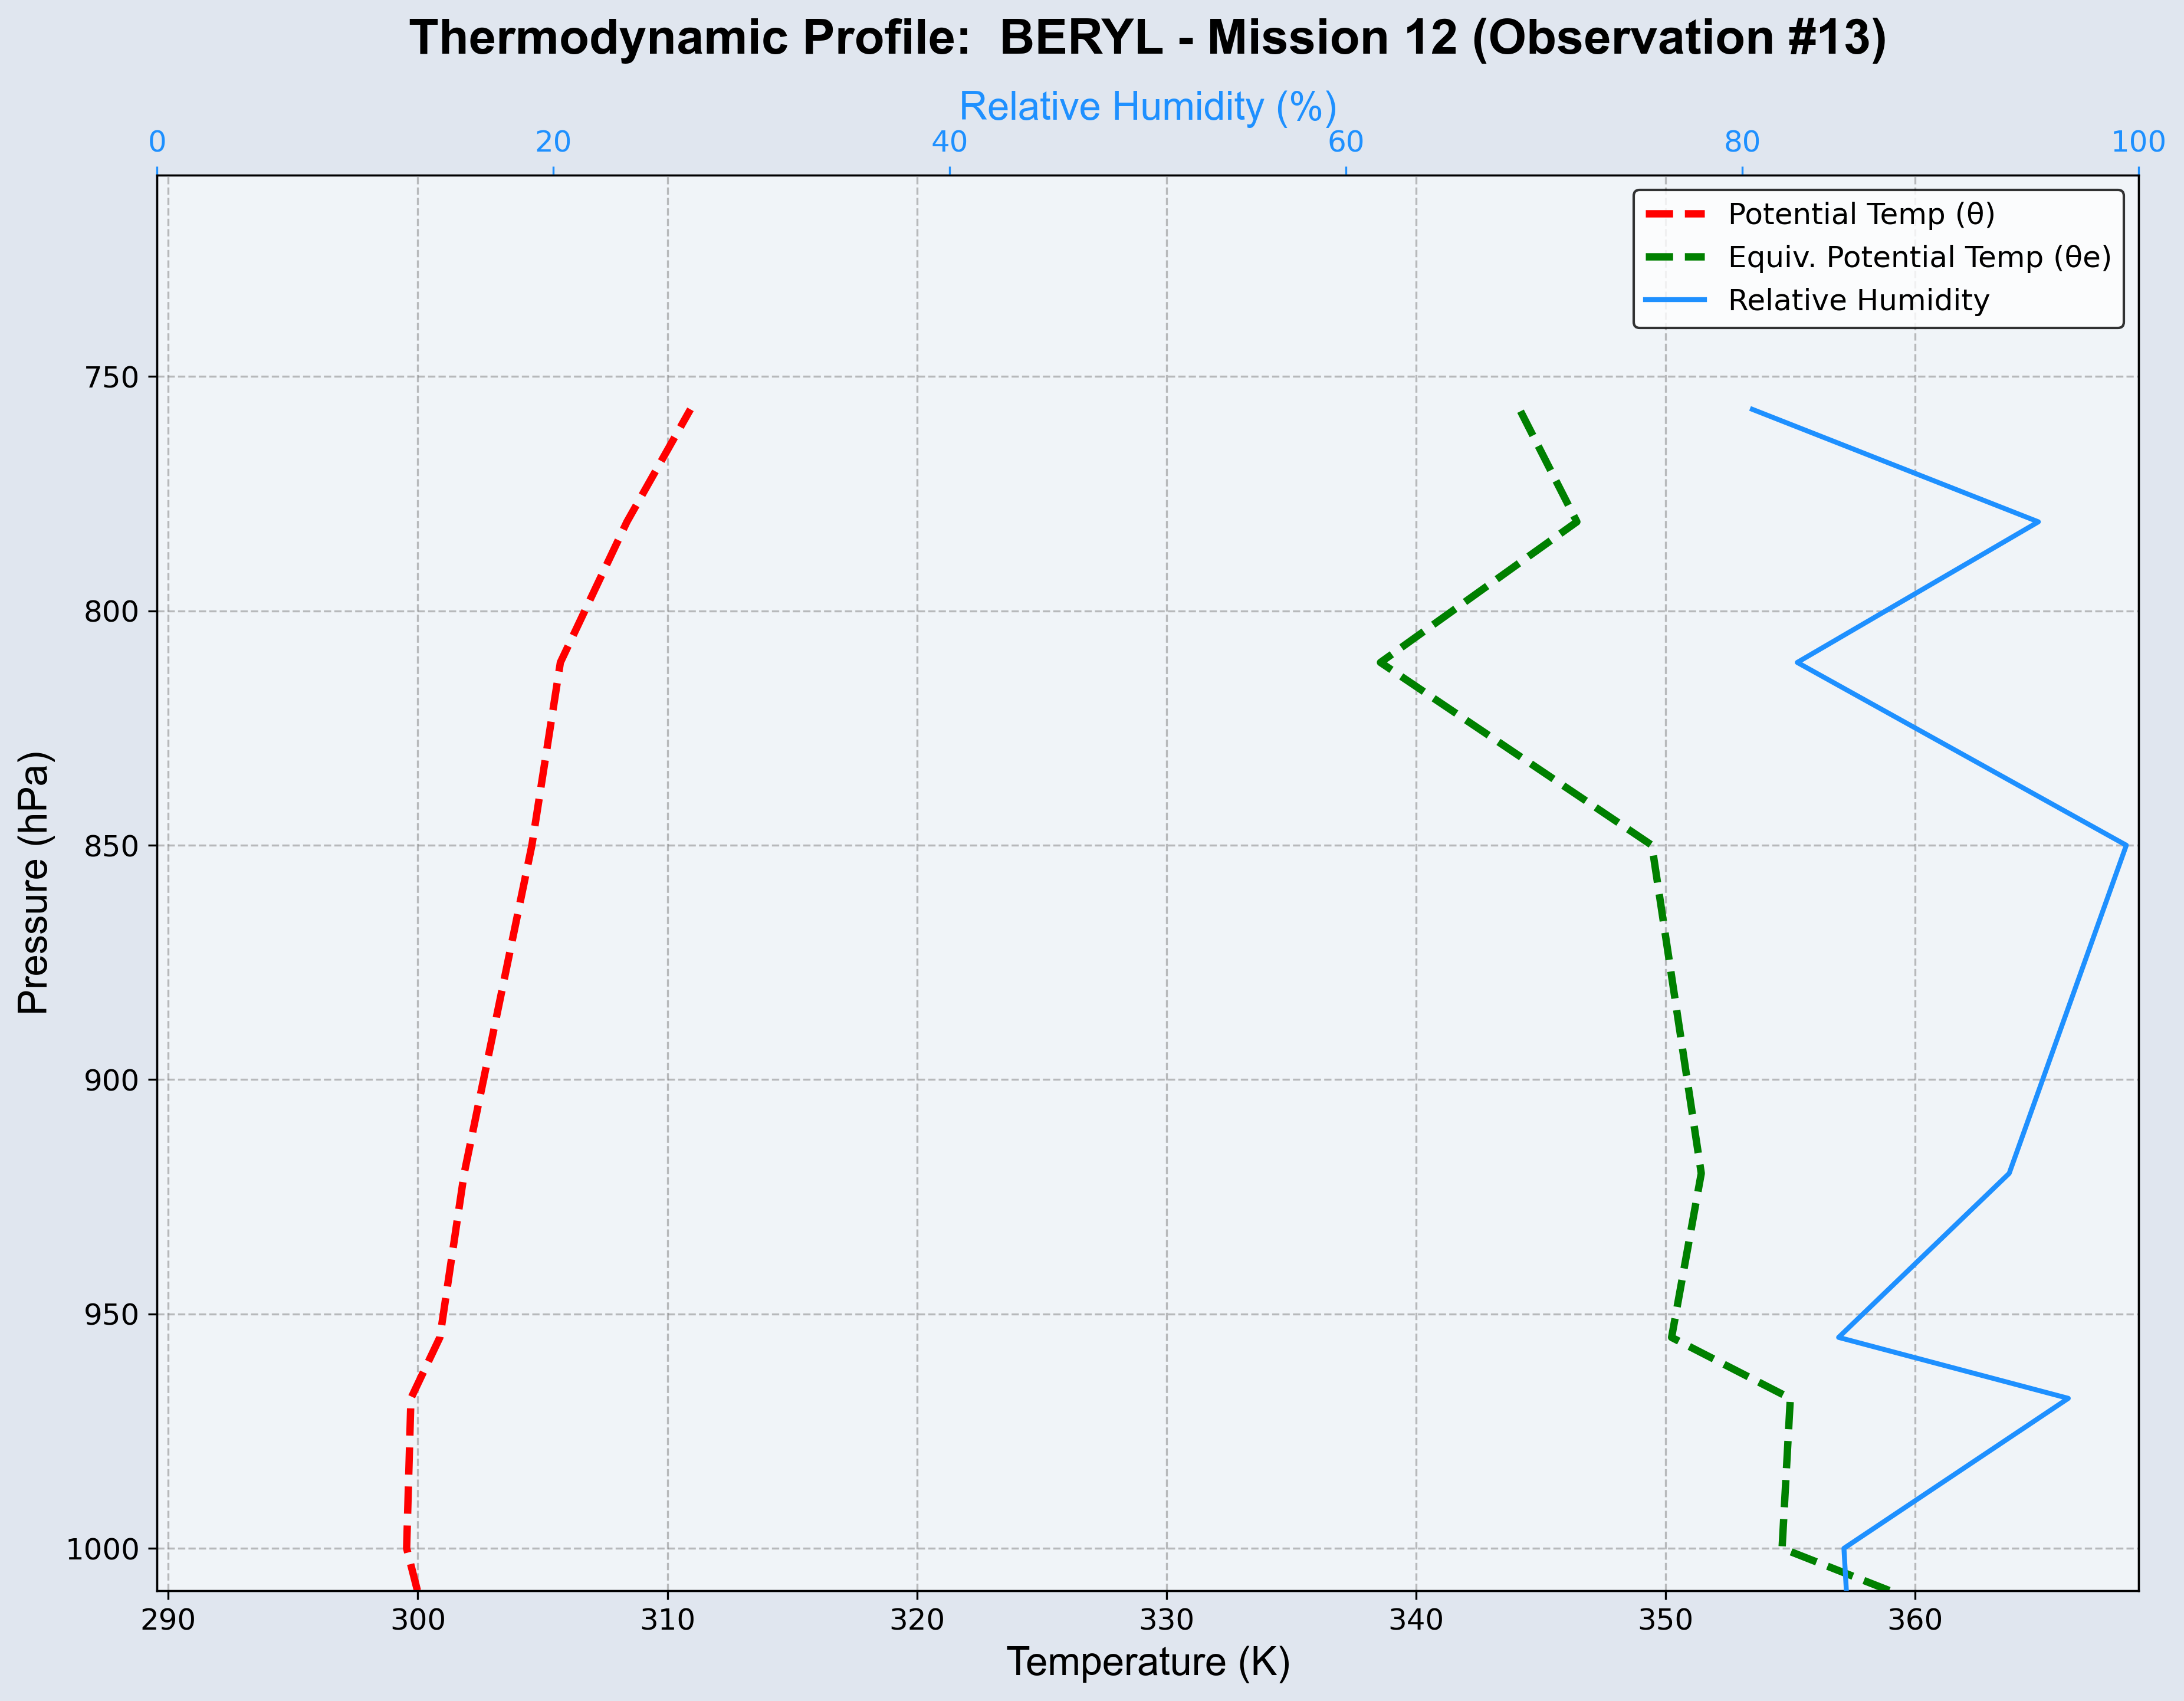 Thermodynamic Profile:  BERYL - Mission 12 (Observation #13)
Relative Humidity (%)
0 20 40 60 80 100
Potential Temp (θ)
Equiv. Potential Temp (θe)
Relative Humidity
750
800
850
900
950
1000
Pressure (hPa)
290 300 310 320 330 340 350 360
Temperature (K)